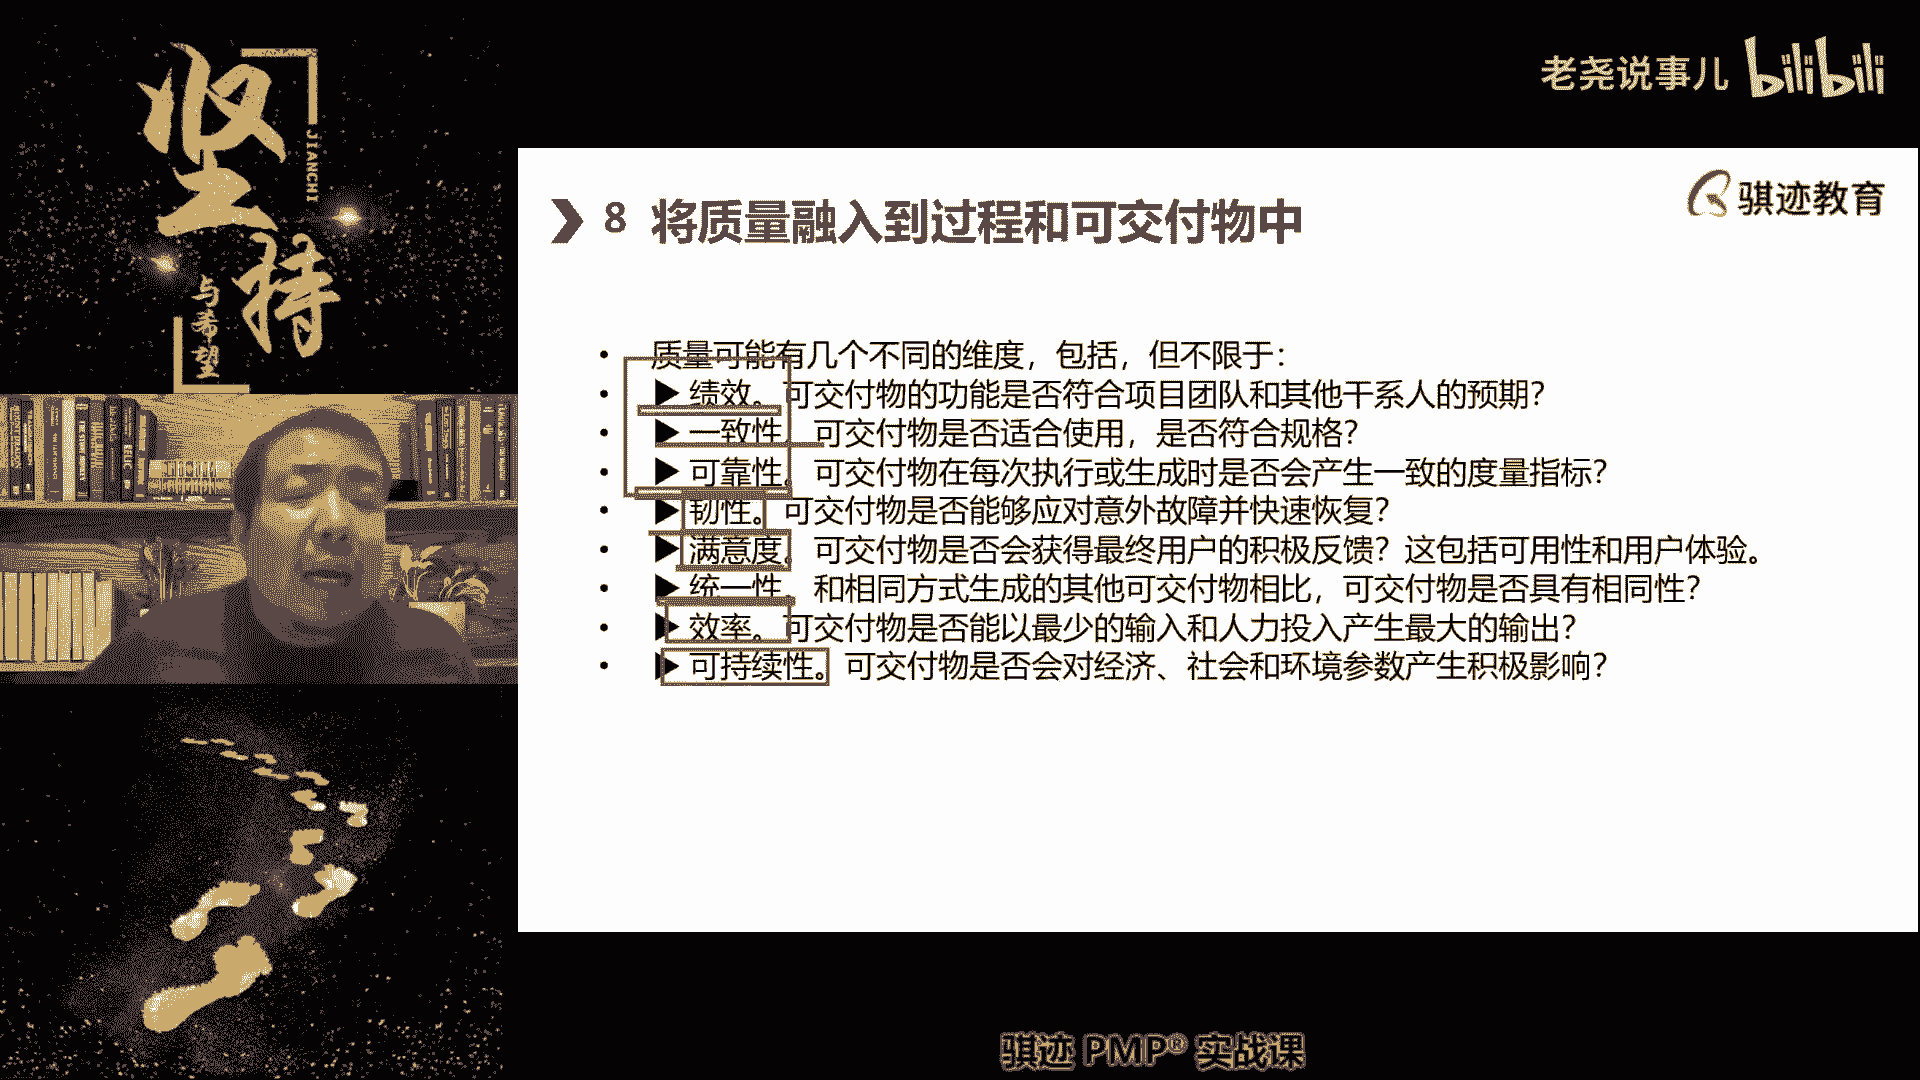 坚持
JIANCHI
与希望
老尧说事儿 bilibili
骐迹教育
8 将质量融入到过程和可交付物中
• 质量可能有几个不同的维度，包括，但不限于：
• ▶ 绩效。可交付物的功能是否符合项目团队和其他干系人的预期？
• ▶ 一致性。可交付物是否适合使用，是否符合规格？
• ▶ 可靠性。可交付物在每次执行或生成时是否会产生一致的度量指标？
• ▶ 韧性。可交付物是否能够应对意外故障并快速恢复？
• ▶ 满意度。可交付物是否会获得最终用户的积极反馈？这包括可用性和用户体验。
• ▶ 统一性。和相同方式生成的其他可交付物相比，可交付物是否具有相同性？
• ▶ 效率。可交付物是否能以最少的输入和人力投入产生最大的输出？
• ▶ 可持续性。可交付物是否会对经济、社会和环境参数产生积极影响？
骐迹 PMP® 实战课